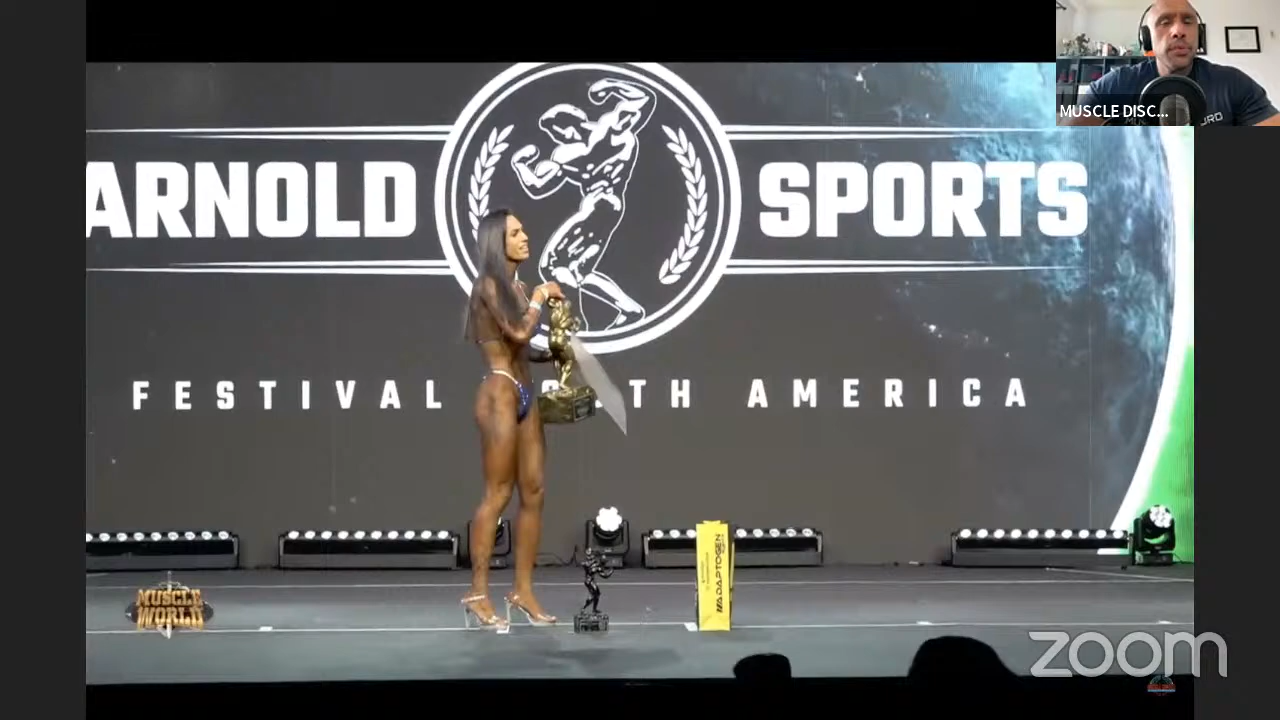 MUSCLE DISC...
ARNOLD SPORTS
FESTIVAL TH AMERICA
ADAPTOGEN
MUSCLE
WORLD
zoom